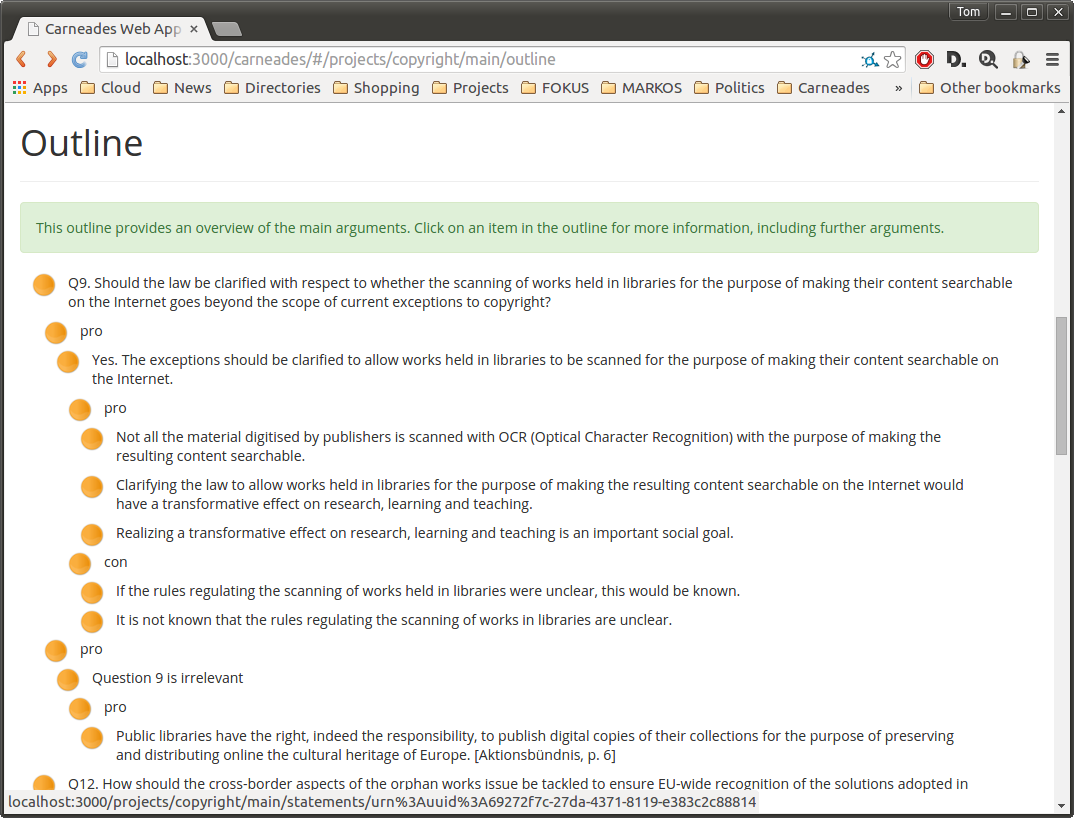 Tom
Carneades Web App
localhost:3000/carneades/#/projects/copyright/main/outline
Apps Cloud News Directories Shopping Projects FOKUS MARKOS Politics Carneades » Other bookmarks
Outline
This outline provides an overview of the main arguments. Click on an item in the outline for more information, including further arguments.
Q9. Should the law be clarified with respect to whether the scanning of works held in libraries for the purpose of making their content searchable
on the Internet goes beyond the scope of current exceptions to copyright?
pro
Yes. The exceptions should be clarified to allow works held in libraries to be scanned for the purpose of making their content searchable on
the Internet.
pro
Not all the material digitised by publishers is scanned with OCR (Optical Character Recognition) with the purpose of making the
resulting content searchable.
Clarifying the law to allow works held in libraries for the purpose of making the resulting content searchable on the Internet would
have a transformative effect on research, learning and teaching.
Realizing a transformative effect on research, learning and teaching is an important social goal.
con
If the rules regulating the scanning of works held in libraries were unclear, this would be known.
It is not known that the rules regulating the scanning of works in libraries are unclear.
pro
Question 9 is irrelevant
pro
Public libraries have the right, indeed the responsibility, to publish digital copies of their collections for the purpose of preserving
and distributing online the cultural heritage of Europe. [Aktionsbündnis, p. 6]
Q12. How should the cross-border aspects of the orphan works issue be tackled to ensure EU-wide recognition of the solutions adopted in
localhost:3000/projects/copyright/main/statements/urn%3Auuid%3A69272f7c-27da-4371-8119-e383c2c88814